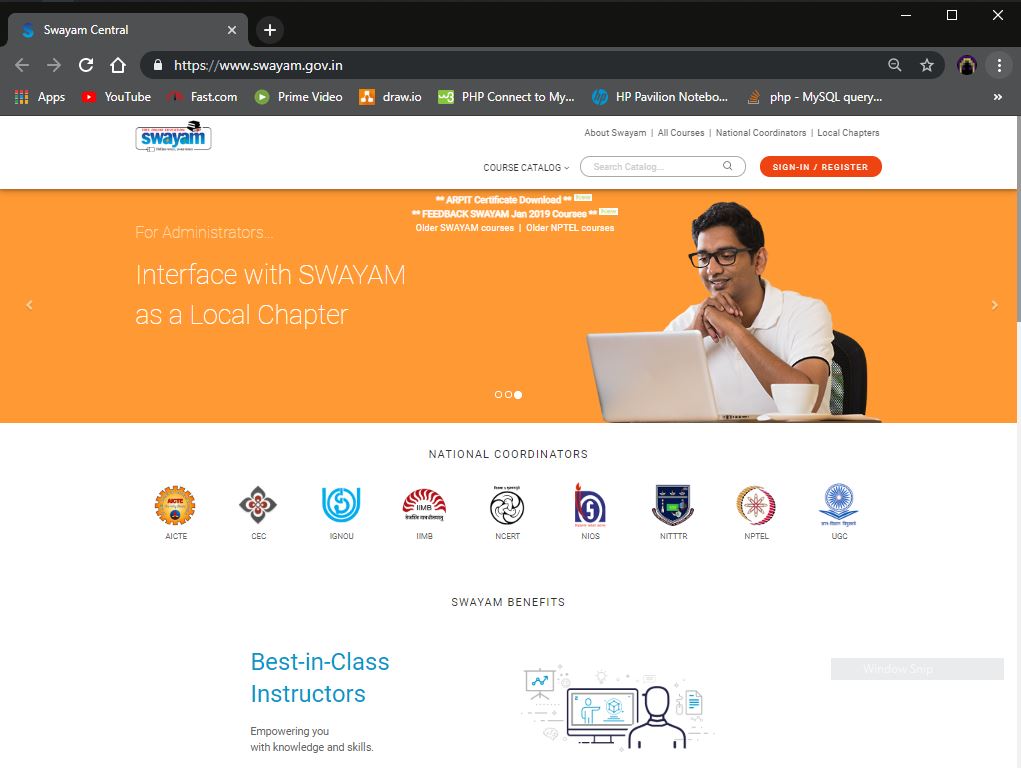 Swayam Central
https://www.swayam.gov.in
Apps YouTube Fast.com Prime Video draw.io PHP Connect to My... HP Pavilion Notebo... php - MySQL query... »
swayam
About Swayam | All Courses | National Coordinators | Local Chapters
COURSE CATALOG
Search Catalog...
SIGN-IN / REGISTER
** ARPIT Certificate Download **
** FEEDBACK SWAYAM Jan 2019 Courses **
Older SWAYAM courses | Older NPTEL courses
For Administrators...
Interface with SWAYAM
as a Local Chapter
NATIONAL COORDINATORS
AICTE
IIMB
AICTE CEC IGNOU IIMB NCERT NIOS NITTTR NPTEL UGC
SWAYAM BENEFITS
Best-in-Class
Instructors
Empowering you
with knowledge and skills.
Window Snip